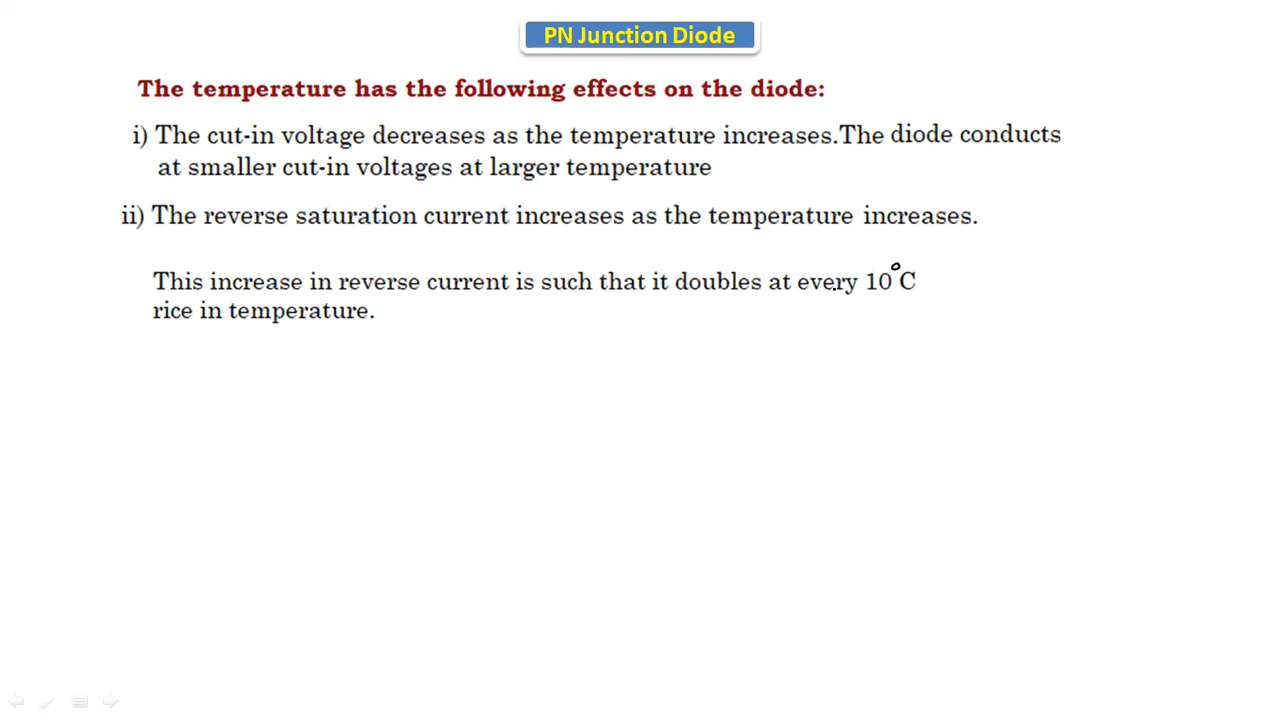 PN Junction Diode
The temperature has the following effects on the diode:
i) The cut-in voltage decreases as the temperature increases.The diode conducts
at smaller cut-in voltages at larger temperature
ii) The reverse saturation current increases as the temperature increases.
This increase in reverse current is such that it doubles at every 10°C
rice in temperature.